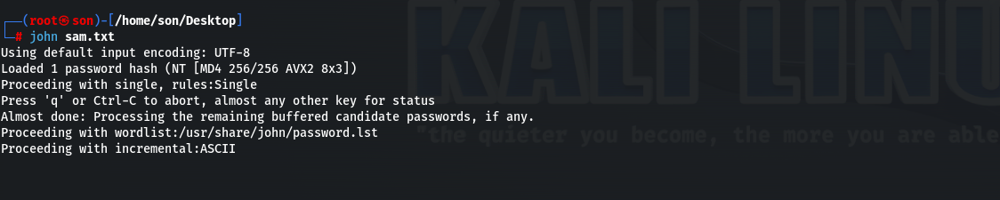 ┌──(root㉿son)-[/home/son/Desktop]
└─# john sam.txt
Using default input encoding: UTF-8
Loaded 1 password hash (NT [MD4 256/256 AVX2 8x3])
Proceeding with single, rules:Single
Press 'q' or Ctrl-C to abort, almost any other key for status
Almost done: Processing the remaining buffered candidate passwords, if any.
Proceeding with wordlist:/usr/share/john/password.lst
Proceeding with incremental:ASCII
KALI LINU
"the quieter you become, the more you are able